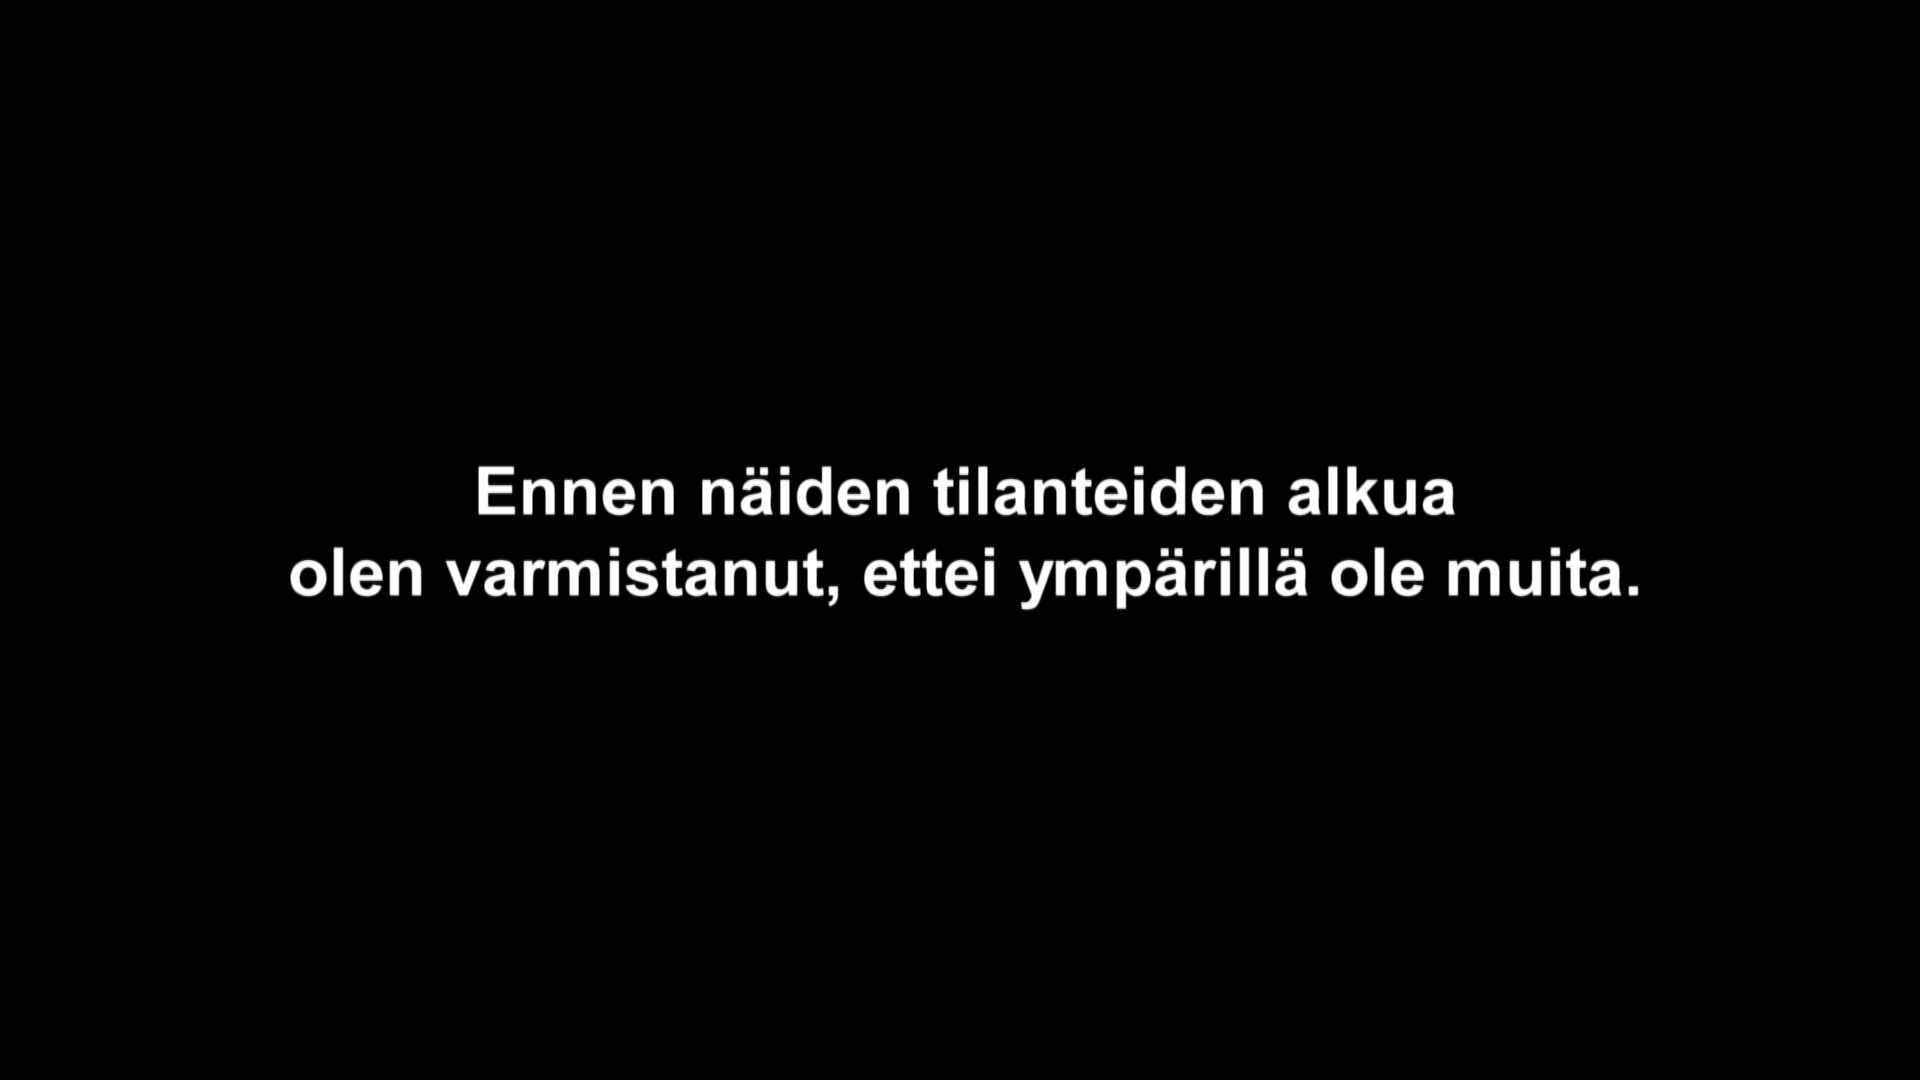 Ennen näiden tilanteiden alkua
olen varmistanut, ettei ympärillä ole muita.